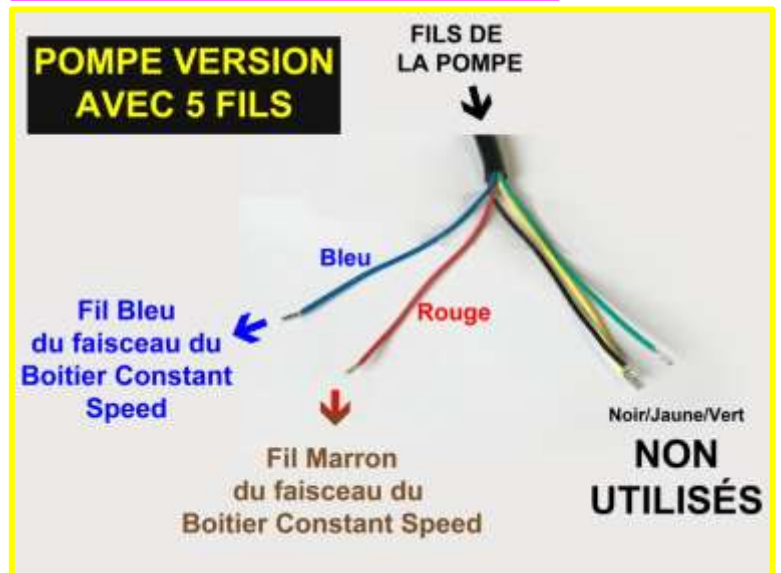 POMPE VERSION
AVEC 5 FILS
FILS DE
LA POMPE
Bleu
Rouge
Fil Bleu
du faisceau du
Boitier Constant
Speed
Fil Marron
du faisceau du
Boitier Constant Speed
Noir/Jaune/Vert
NON
UTILISÉS